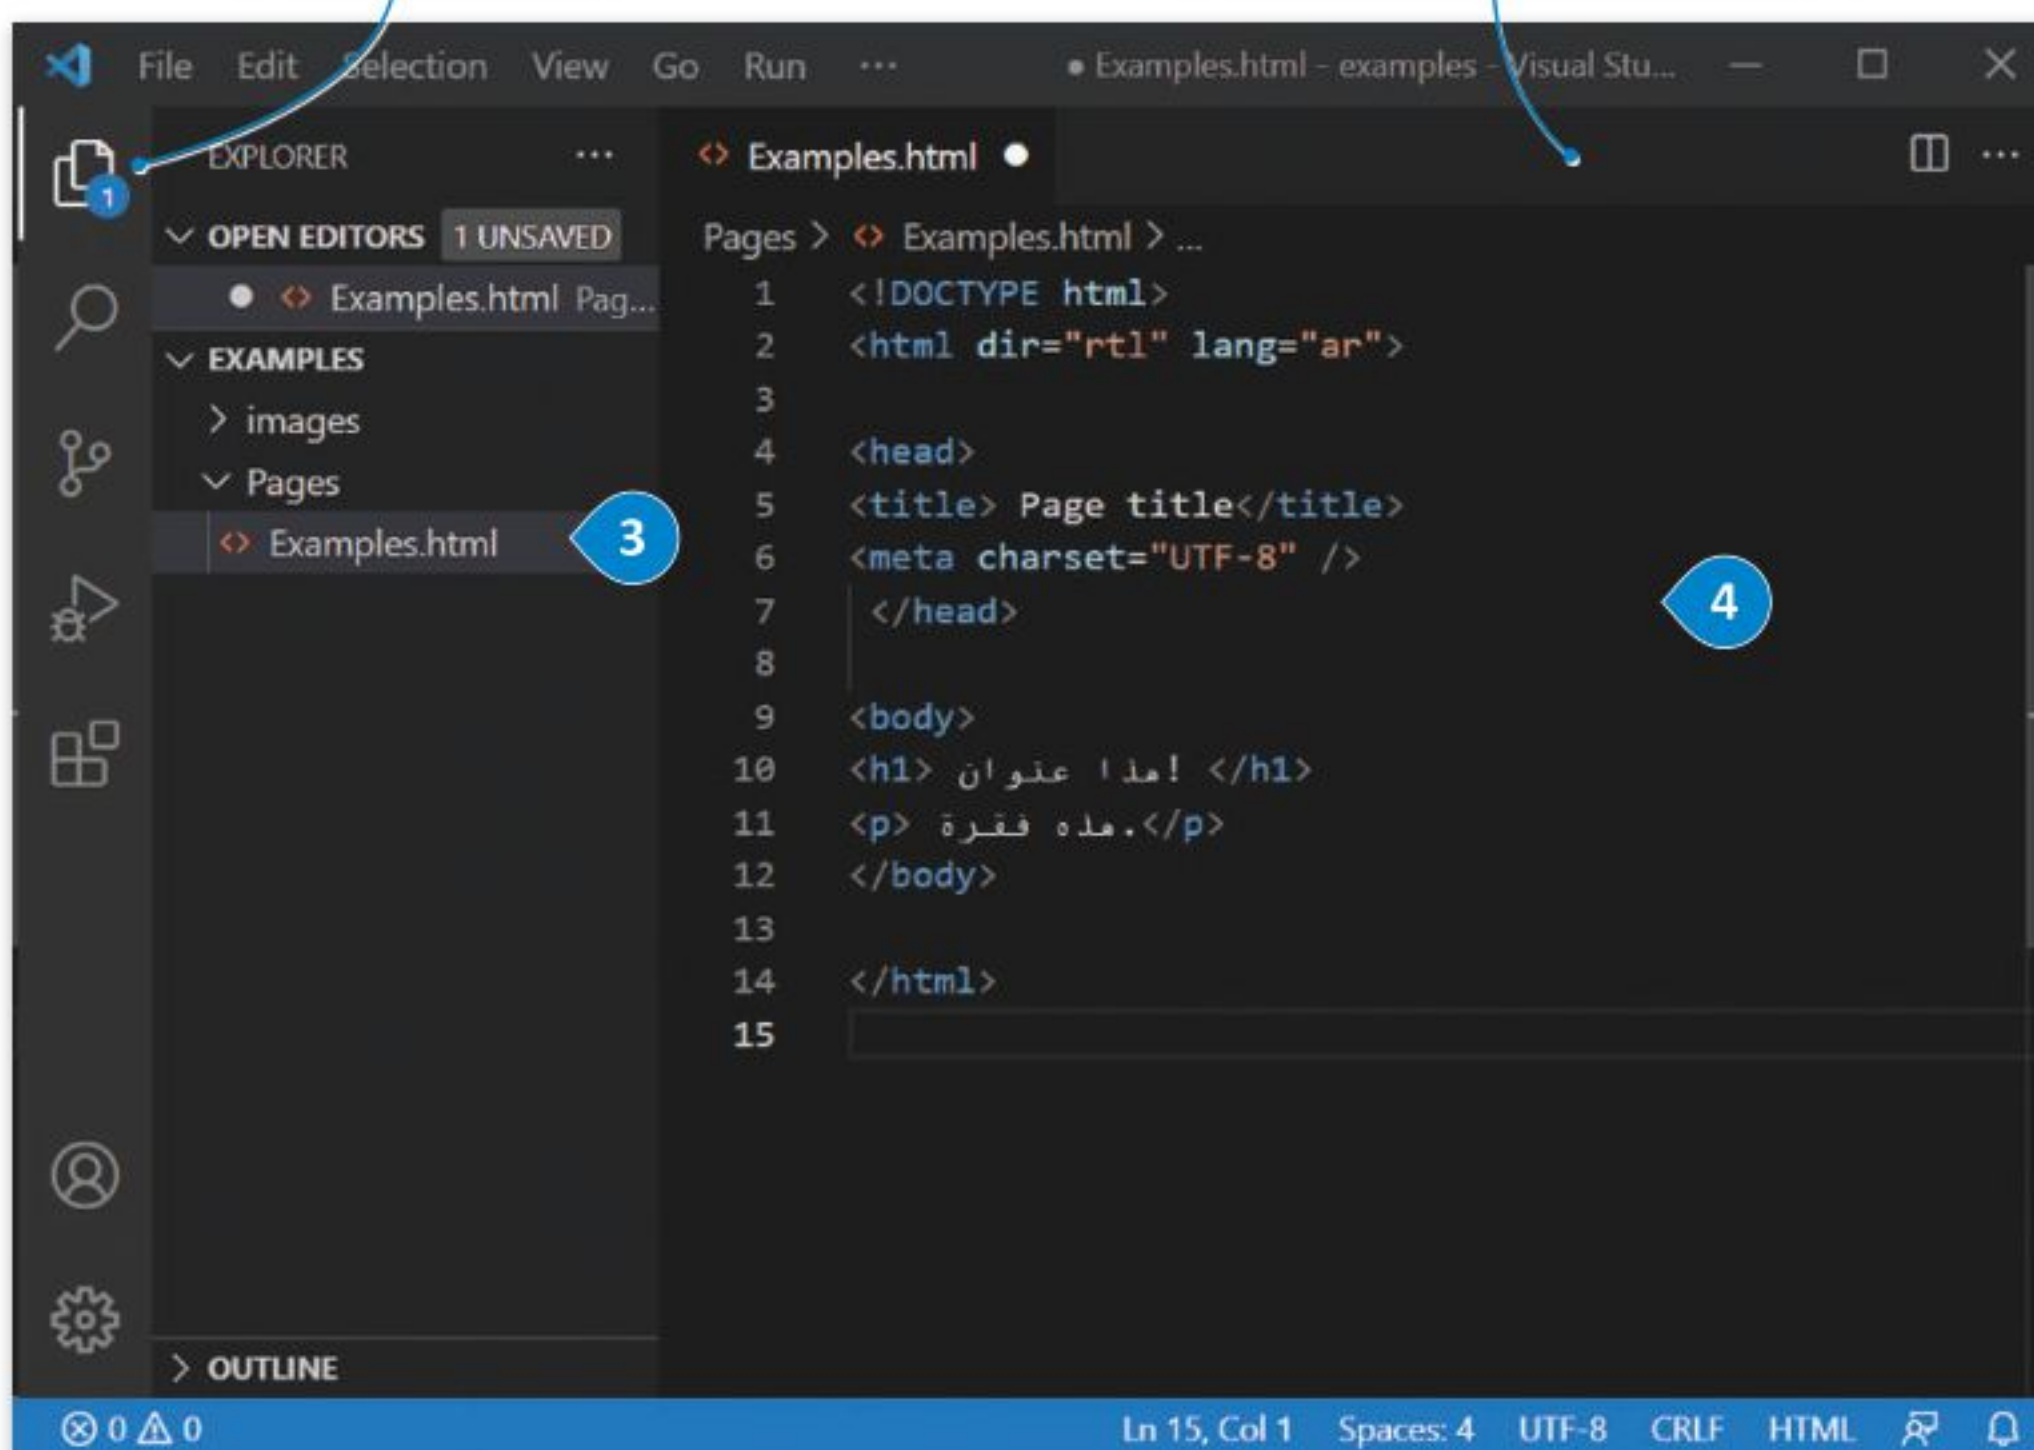 File Edit Selection View Go Run ...
● Examples.html - examples - Visual Stu...
1
EXPLORER ...
OPEN EDITORS 1 UNSAVED
● <> Examples.html Pag...
EXAMPLES
> images
Pages
<> Examples.html
3
<> Examples.html ●
...
Pages > <> Examples.html > ...
1 <!DOCTYPE html>
2 <html dir="rtl" lang="ar">
3
4 <head>
5 <title> Page title</title>
6 <meta charset="UTF-8" />
7 </head>
8
9 <body>
10 <h1> هذا عنوان! </h1>
11 <p> هذه فقرة.</p>
12 </body>
13
14 </html>
15
4
> OUTLINE
0 0
Ln 15, Col 1 Spaces: 4 UTF-8 CRLF HTML